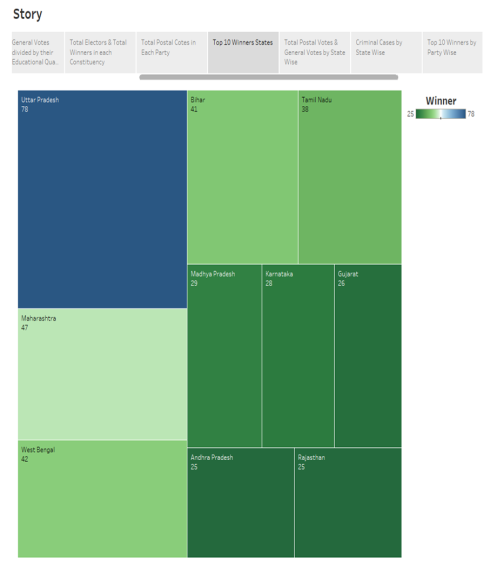 Story
General Votes
divided by their
Educational Qua..
Total Electors & Total
Winners in each
Constituency
Total Postal Cotes in
Each Party
Top 10 Winners States
Total Postal Votes &
General Votes by State
Wise
Criminal Cases by
State Wise
Top 10 Winners by
Party Wise
Uttar Pradesh
78
Bihar
41
Tamil Nadu
38
Winner
25 78
Madhya Pradesh
29
Karnataka
28
Gujarat
26
Maharashtra
47
West Bengal
42
Andhra Pradesh
25
Rajasthan
25